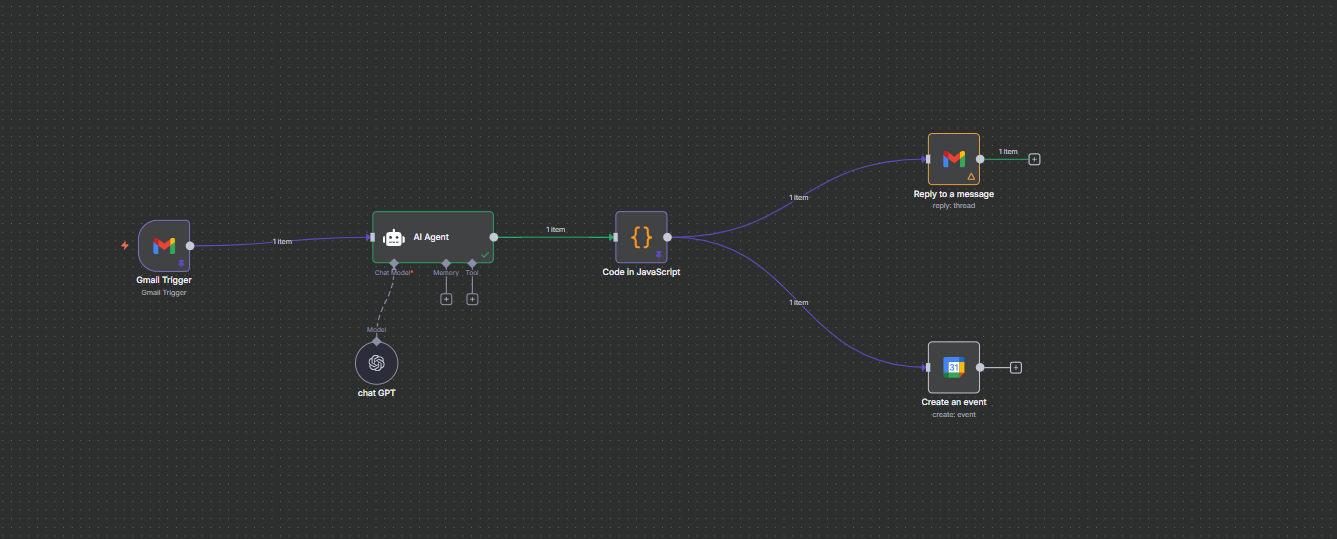 1 item
Reply to a message
reply: thread
1 item
AI Agent
1 item
1 item
Gmail Trigger
Gmail Trigger
Chat Model*
Memory
Tool
Code in JavaScript
1 item
Model
chat GPT
31
Create an event
create: event